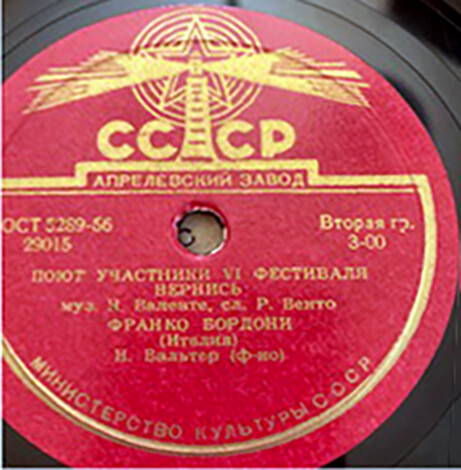 СССР
АПРЕЛЕВСКИЙ ЗАВОД
ОСТ 5289-56
Вторая гр.
29015
3-00
ПОЮТ УЧАСТНИКИ VI ФЕСТИВАЛЯ
ВЕРНИСЬ
муз. Н. Валенте, сл. Р. Венто
ФРАНКО БОРДОНИ
(Италия)
Н. Вальтер (ф-но)
МИНИСТЕРСТВО КУЛЬТУРЫ СССР